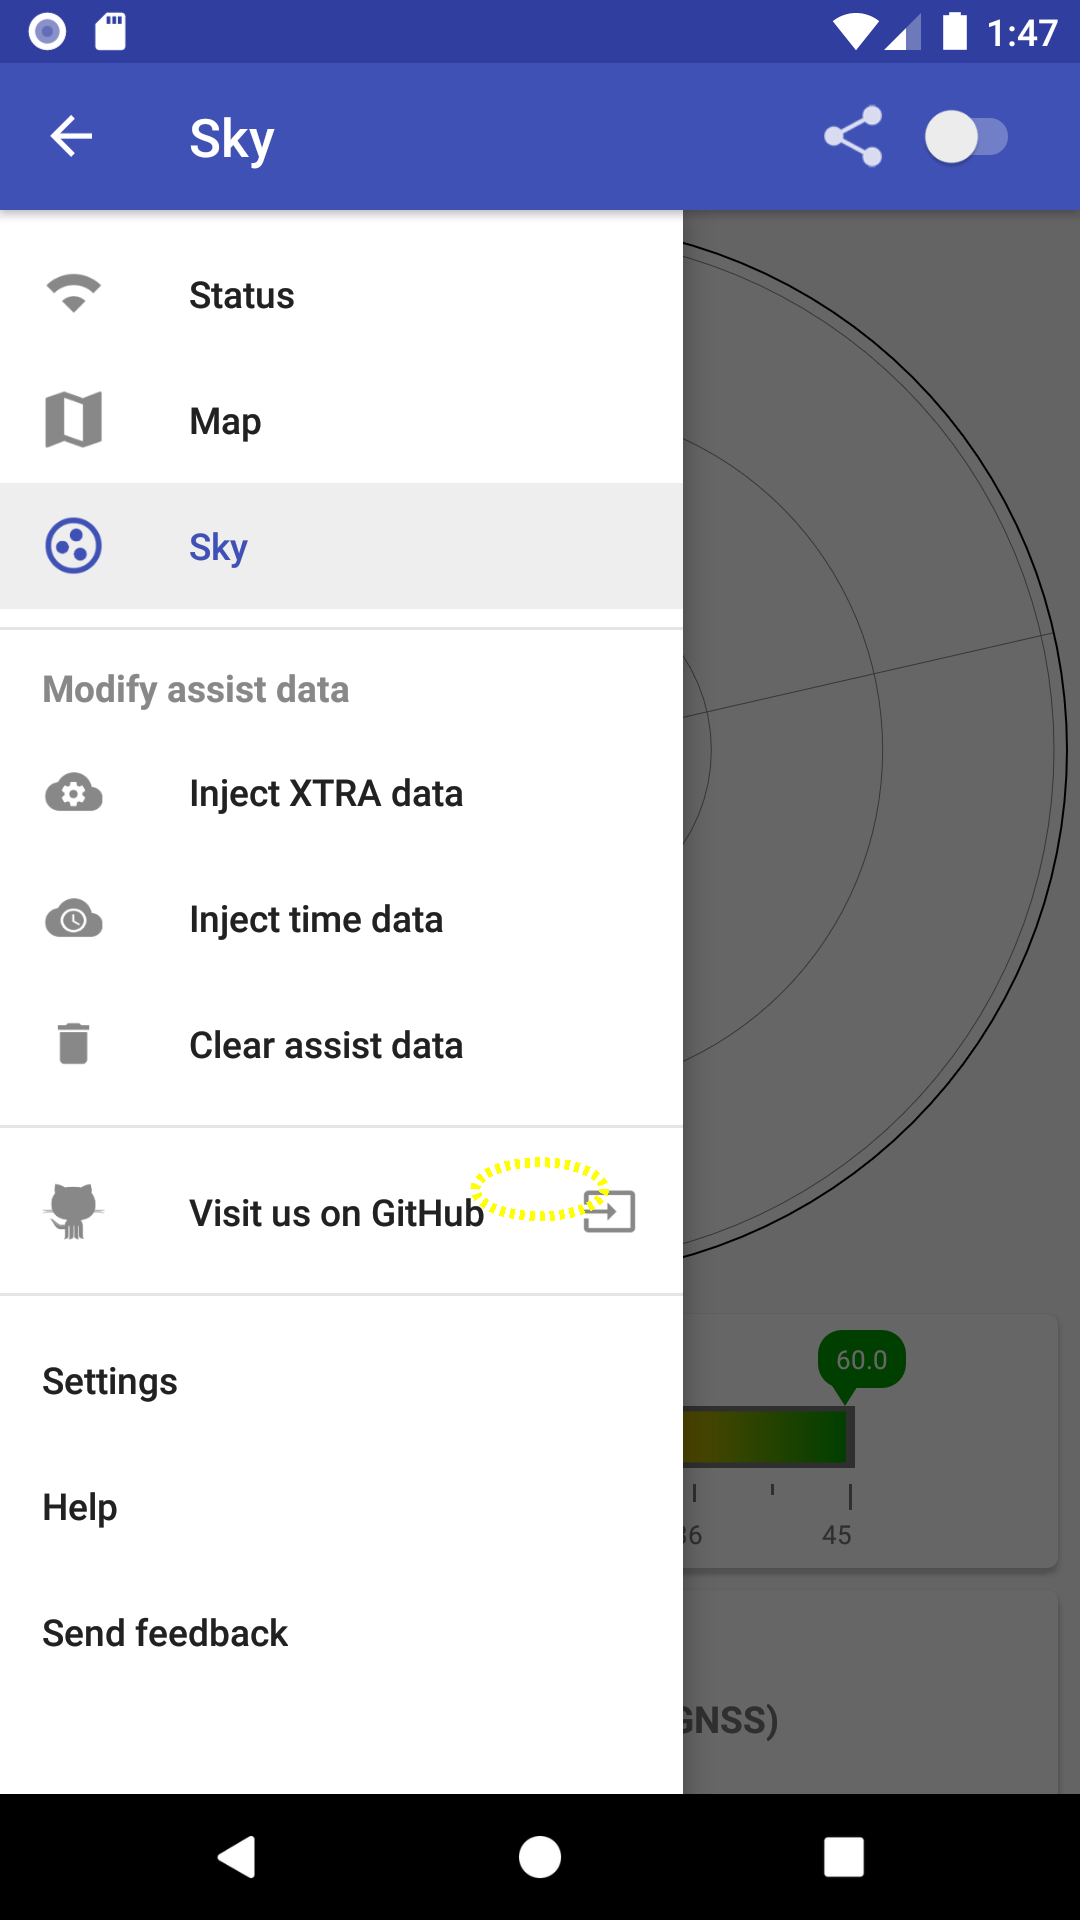 1:47
Sky
Status
Map
Sky
Modify assist data
Inject XTRA data
Inject time data
Clear assist data
Visit us on GitHub
60.0
45
Settings
Help
Send feedback
GNSS)